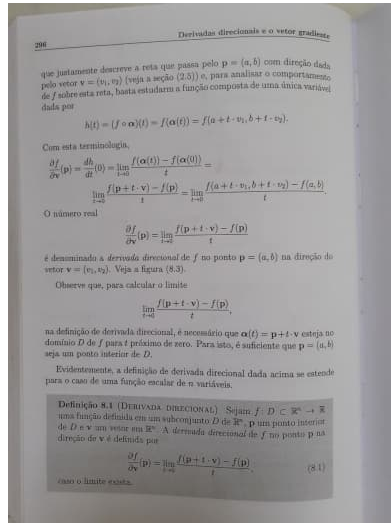 296
Derivadas direcionais e o vetor gradiente
que justamente descreve a reta que passa pelo p = (a, b) com direção dada
pelo vetor v = (v₁, v₂) (veja a seção (2.5)) e, para analisar o comportamento
de f sobre esta reta, basta estudarmos a função composta de uma única variável
dada por
h(t) = (f ∘ α)(t) = f(α(t)) = f(a + t · v₁, b + t · v₂).
Com esta terminologia,
∂f/∂v (p) = dh/dt (0) = lim t→0 f(α(t)) − f(α(0)) / t =
lim t→0 f(p + t · v) − f(p) / t = lim t→0 f(a + t · v₁, b + t · v₂) − f(a, b) / t .
O número real
∂f/∂v (p) = lim t→0 f(p + t · v) − f(p) / t
é denominado a derivada direcional de f no ponto p = (a, b) na direção do
vetor v = (v₁, v₂). Veja a figura (8.3).
Observe que, para calcular o limite
lim t→0 f(p + t · v) − f(p) / t ,
na definição de derivada direcional, é necessário que α(t) = p + t · v esteja no
domínio D de f para t próximo de zero. Para isto, é suficiente que p = (a, b)
seja um ponto interior de D.
Evidentemente, a definição de derivada direcional dada acima se estende
para o caso de uma função escalar de n variáveis.
Definição 8.1 (DERIVADA DIRECIONAL) Sejam f : D ⊂ ℝⁿ → ℝ
uma função definida em um subconjunto D de ℝⁿ, p um ponto interior
de D e v um vetor em ℝⁿ. A derivada direcional de f no ponto p na
direção de v é definida por
∂f/∂v (p) = lim t→0 f(p + t · v) − f(p) / t , (8.1)
caso o limite exista.